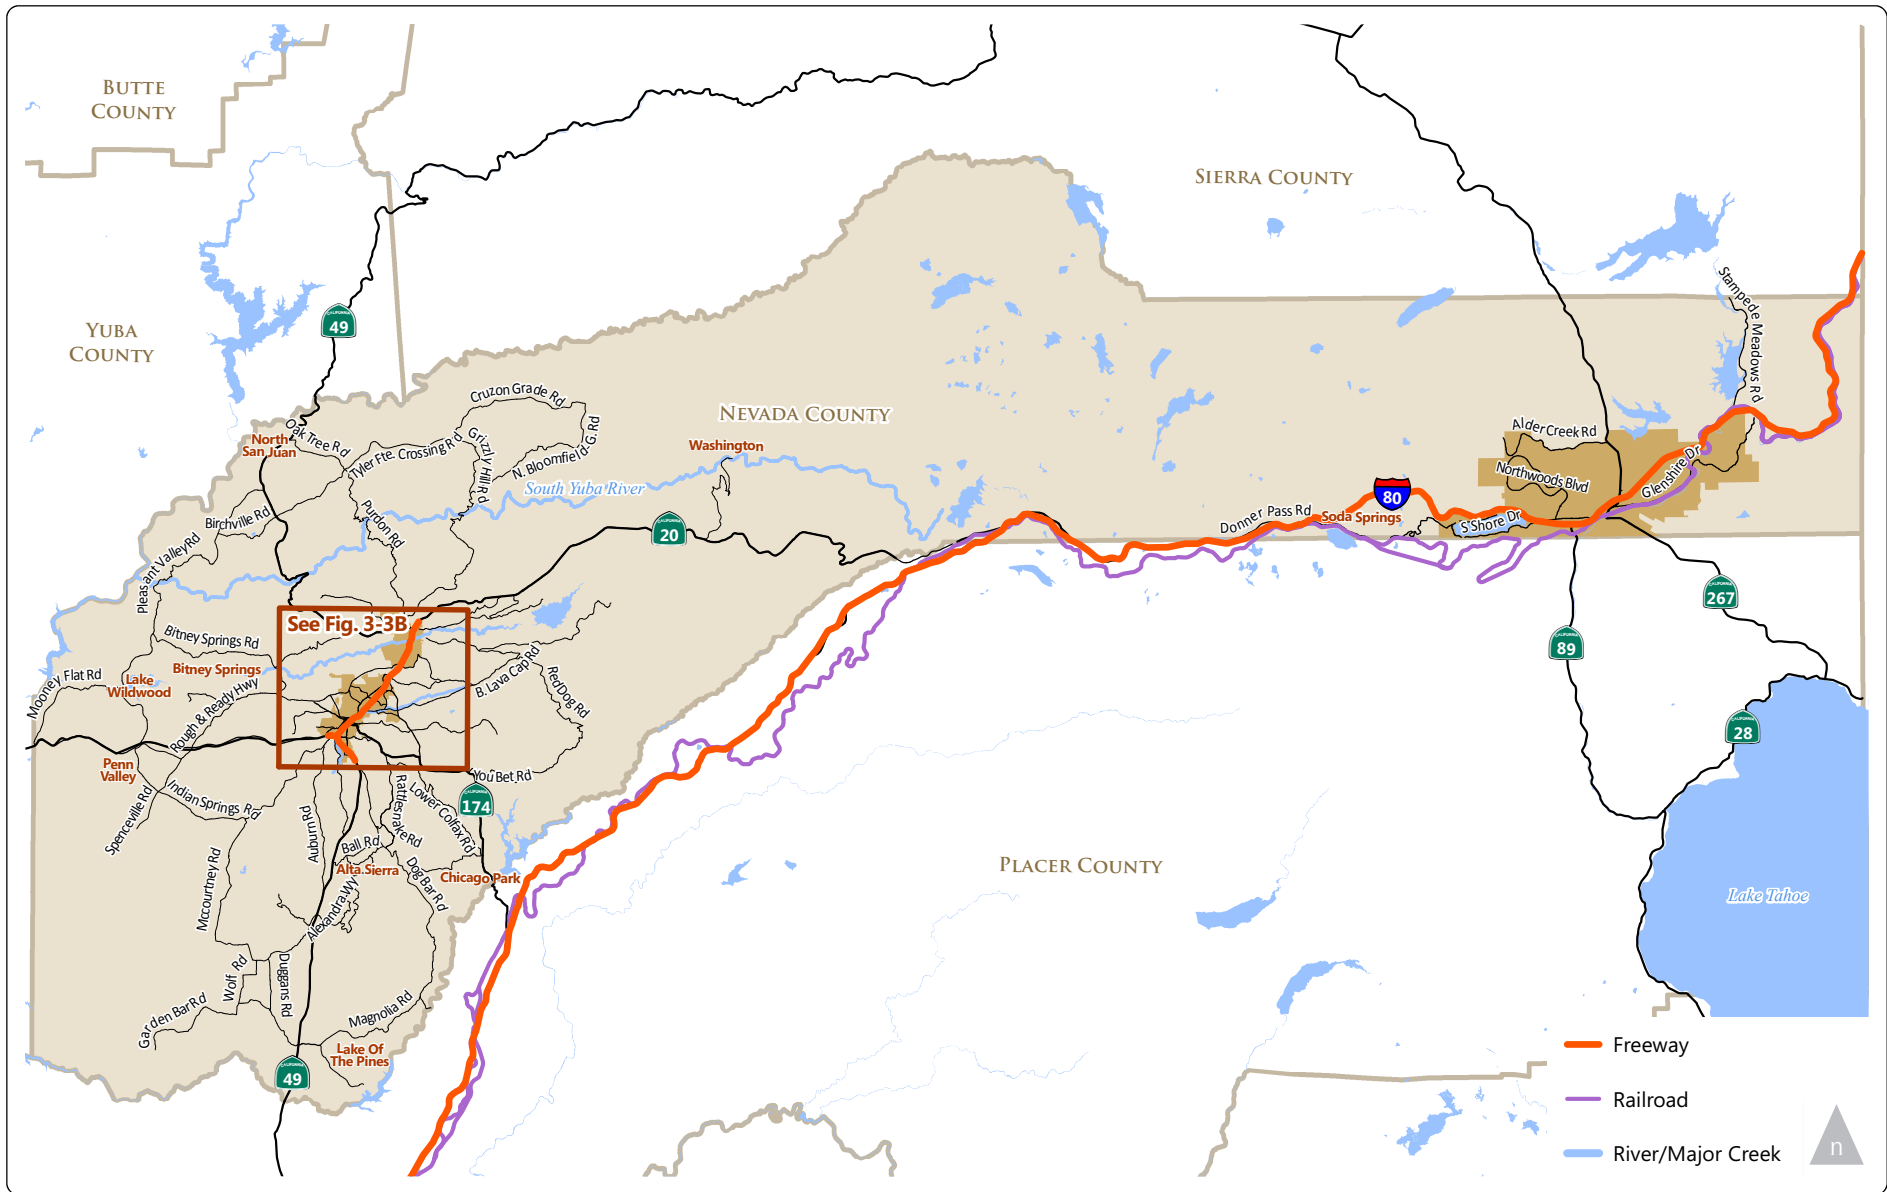 BUTTE
COUNTY
SIERRA COUNTY
YUBA
COUNTY
CALIFORNIA
49
Stampede Meadows Rd
Cruzon Grade Rd
NEVADA COUNTY
North
San Juan
Oak Tree Rd
Tyler Fte. Crossing Rd
Grizzly Hill Rd
N. Bloomfield-G. Rd
Washington
Alder Creek Rd
Northwoods Blvd
Glenshire Dr
South Yuba River
80
Birchville Rd
Purdon Rd
CALIFORNIA
20
Donner Pass Rd
Soda Springs
S Shore Dr
Pleasant Valley Rd
CALIFORNIA
267
See Fig. 3-3B
Bitney Springs Rd
CALIFORNIA
89
Bitney Springs
Mooney Flat Rd
Lake
Wildwood
Rough & Ready Hwy
B. Lava Cap Rd
Red Dog Rd
CALIFORNIA
28
Penn
Valley
You Bet Rd
Indian Springs Rd
Spenceville Rd
Auburn Rd
Rattlesnake Rd
Lower Colfax Rd
CALIFORNIA
174
Ball Rd
Alta Sierra
Chicago Park
Dog Bar Rd
PLACER COUNTY
Mccourtney Rd
Alexandra Wy
Lake Tahoe
Wolf Rd
Duggans Rd
Garden Bar Rd
Magnolia Rd
Lake Of
The Pines
CALIFORNIA
49
Freeway
Railroad
River/Major Creek
n